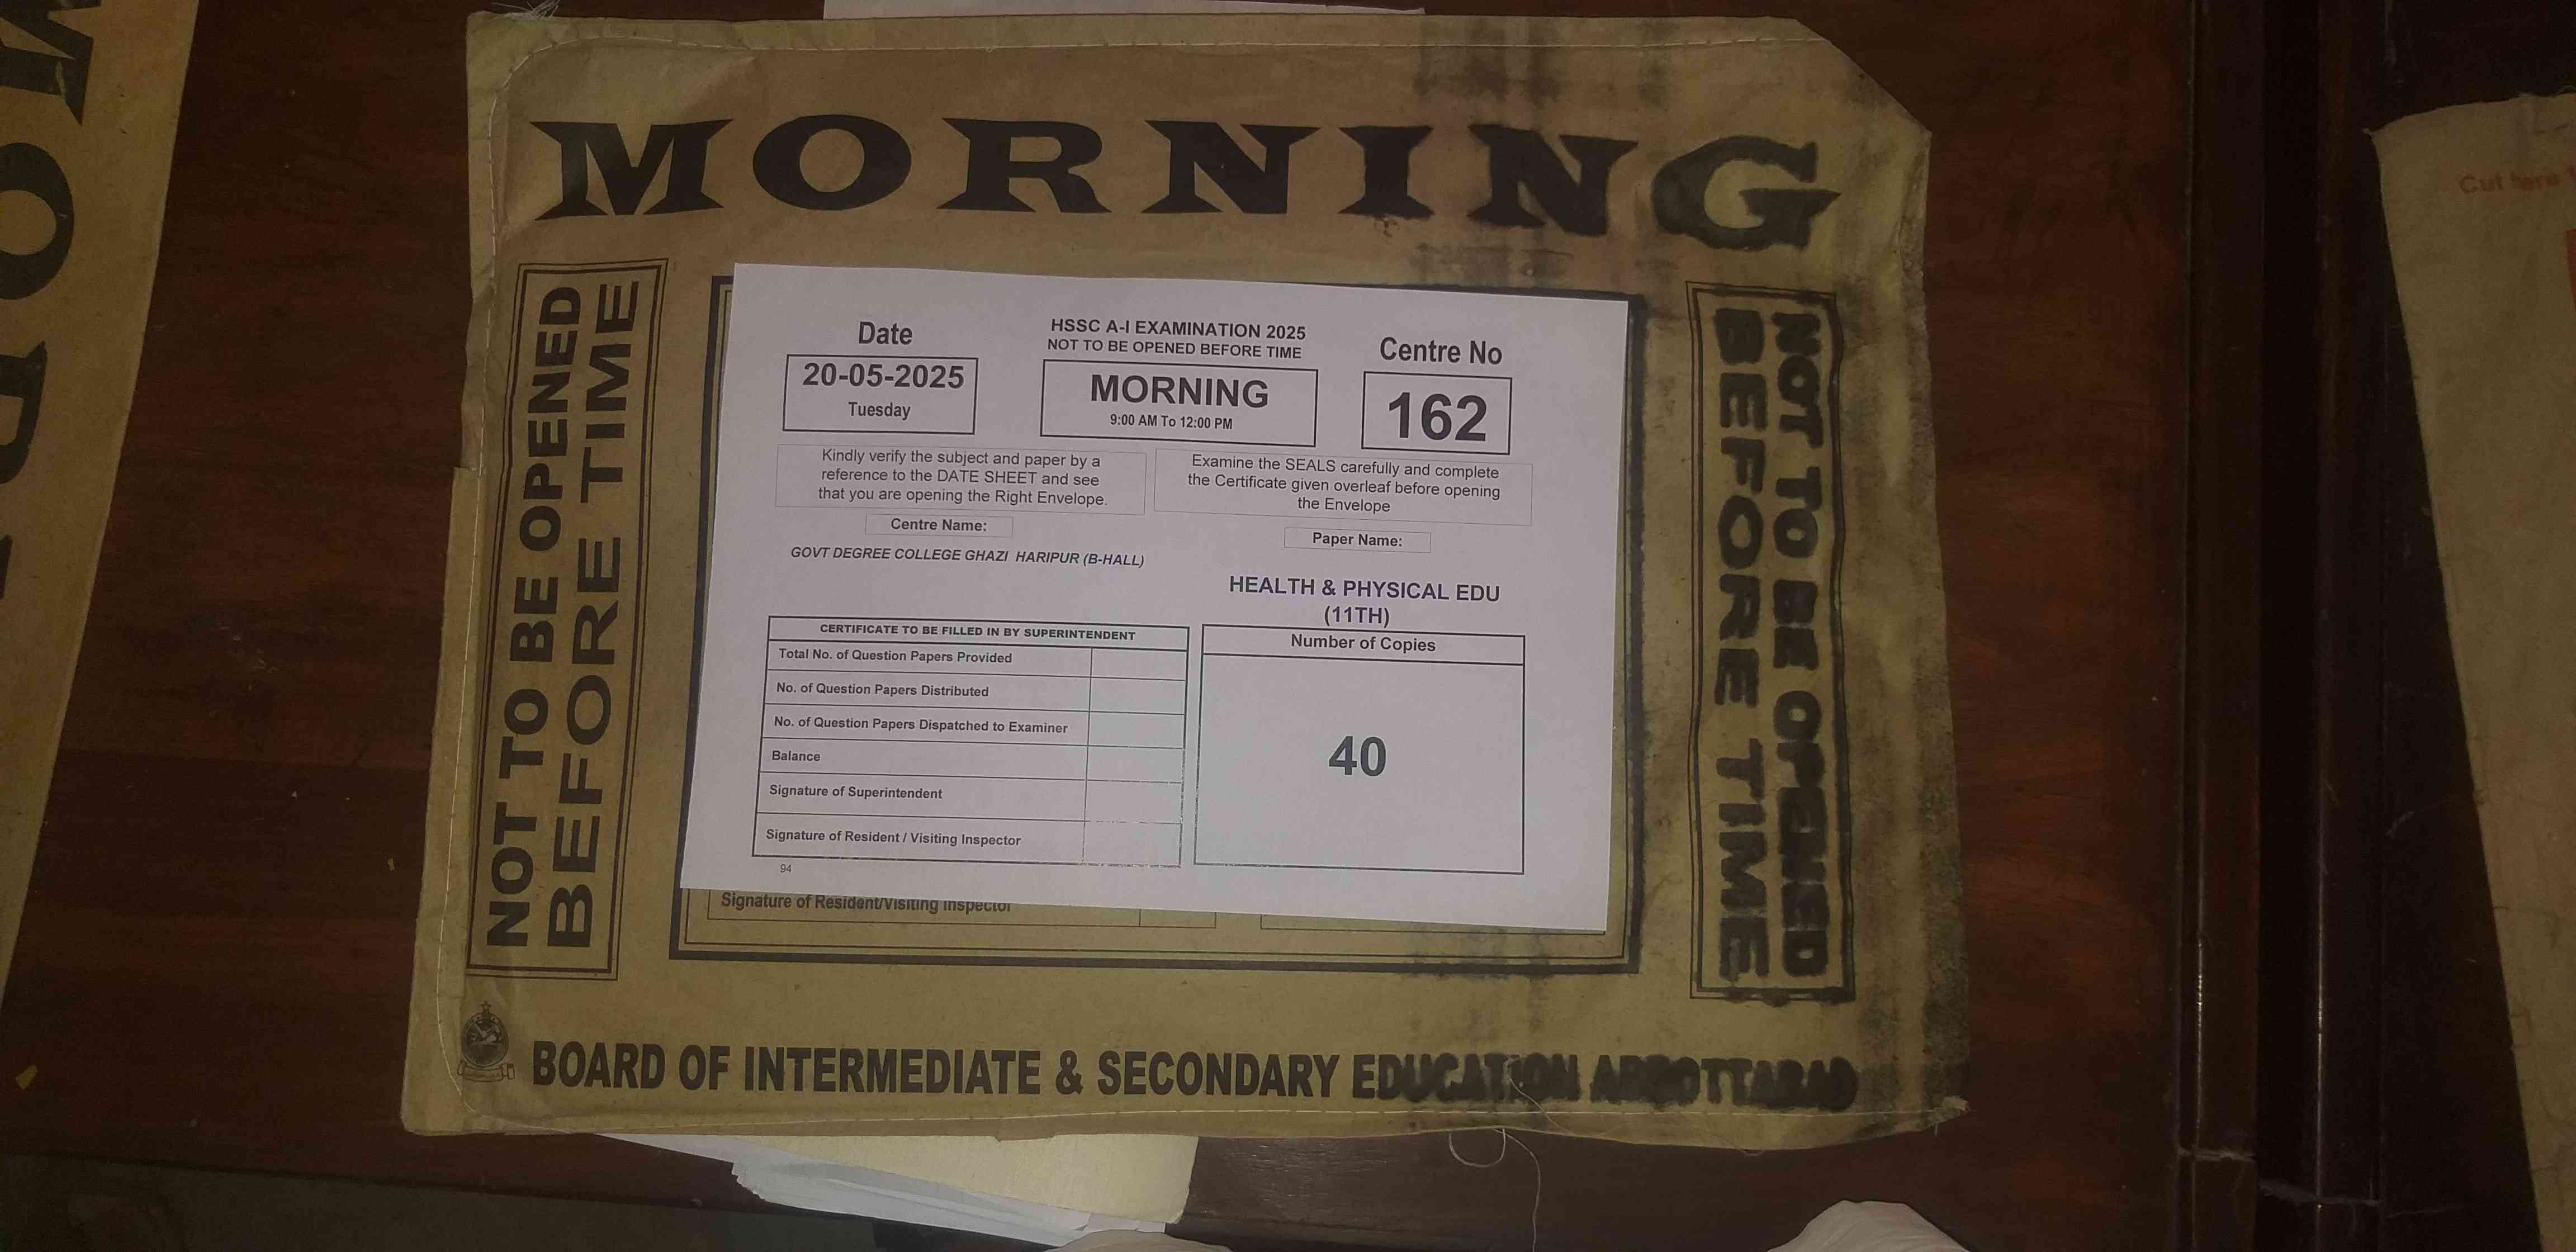 MORNING
NOT TO BE OPENED
BEFORE TIME
Date
20-05-2025
Tuesday
HSSC A-I EXAMINATION 2025
NOT TO BE OPENED BEFORE TIME
MORNING
9:00 AM To 12:00 PM
Centre No
162
Kindly verify the subject and paper by a
reference to the DATE SHEET and see
that you are opening the Right Envelope.
Examine the SEALS carefully and complete
the Certificate given overleaf before opening
the Envelope
Centre Name:
GOVT DEGREE COLLEGE GHAZI HARIPUR (B-HALL)
Paper Name:
HEALTH & PHYSICAL EDU
(11TH)
CERTIFICATE TO BE FILLED IN BY SUPERINTENDENT
Total No. of Question Papers Provided
No. of Question Papers Distributed
No. of Question Papers Dispatched to Examiner
Balance
Signature of Superintendent
Signature of Resident / Visiting Inspector
94
Number of Copies
40
Signature of Resident/Visiting Inspector
NOT TO BE OPENED
BEFORE TIME
BOARD OF INTERMEDIATE & SECONDARY EDUCATION ABBOTTABAD
Cut here